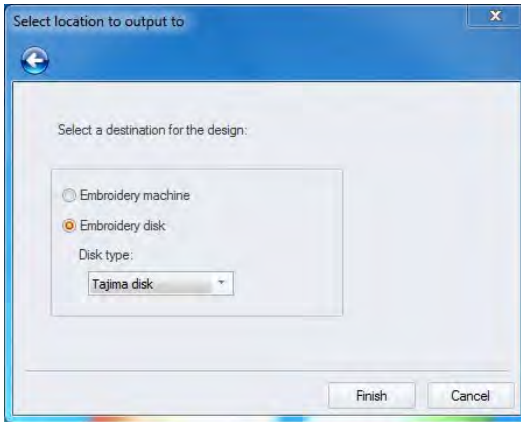 Select location to output to
Select a destination for the design:
Embroidery machine
Embroidery disk
Disk type:
Tajima disk
Finish
Cancel